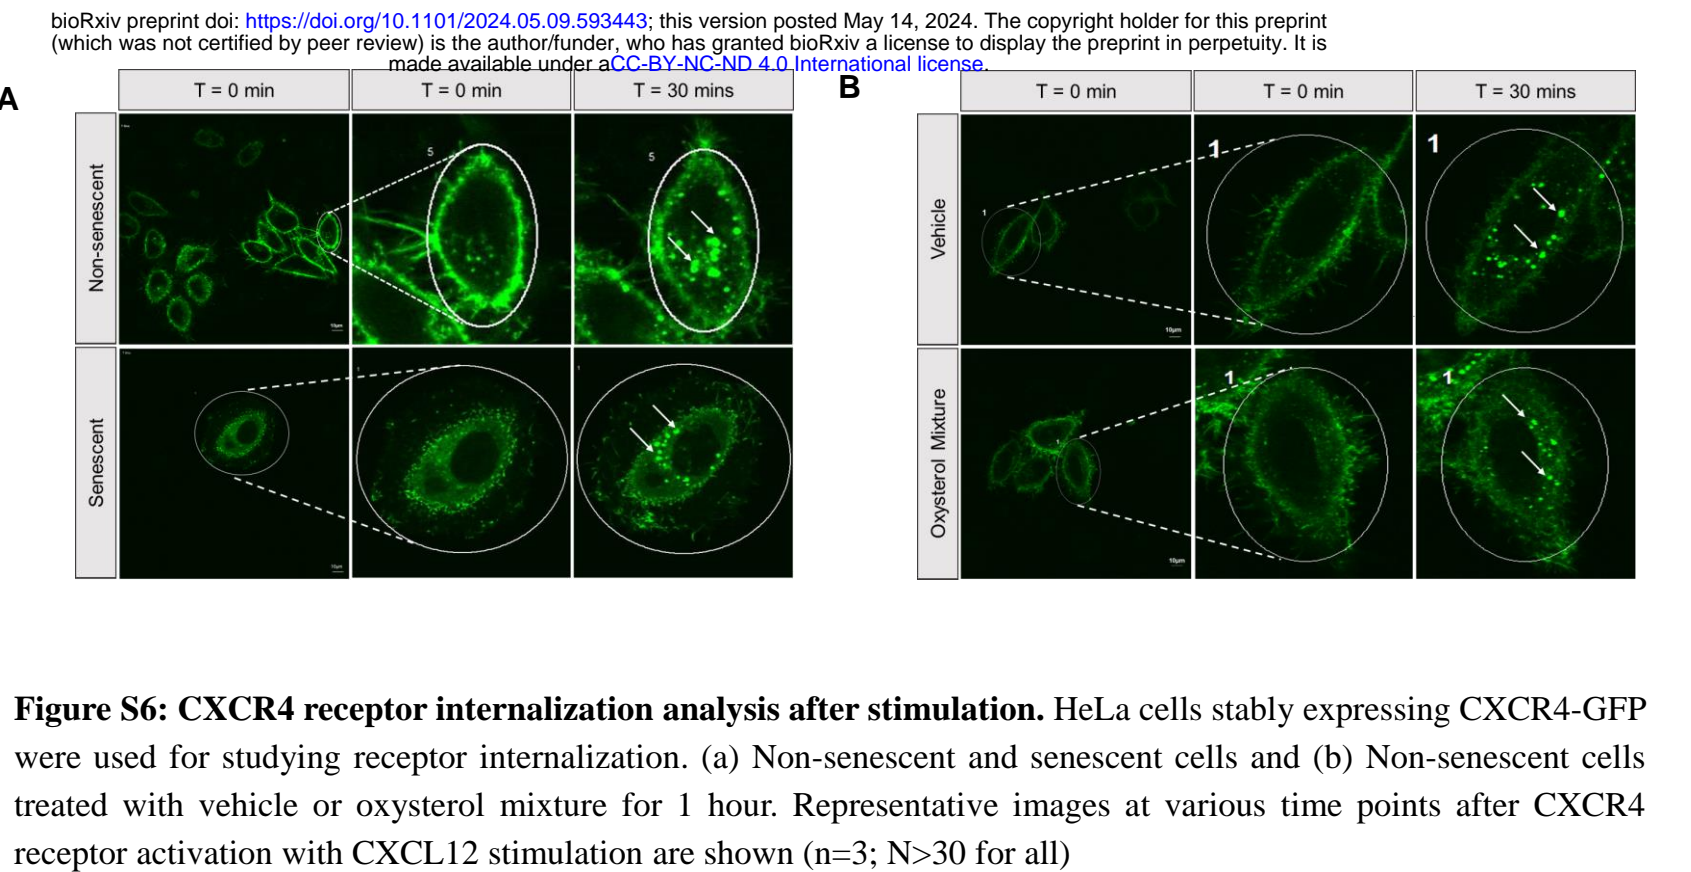 bioRxiv preprint doi: https://doi.org/10.1101/2024.05.09.593443; this version posted May 14, 2024. The copyright holder for this preprint
(which was not certified by peer review) is the author/funder, who has granted bioRxiv a license to display the preprint in perpetuity. It is
made available under aCC-BY-NC-ND 4.0 International license.
A
T = 0 min
T = 0 min
T = 30 mins
Non-senescent
5
5
10μm
Senescent
1
1
10μm
B
T = 0 min
T = 0 min
T = 30 mins
Vehicle
1
1
1
10μm
Oxysterol Mixture
1
1
1
10μm
Figure S6: CXCR4 receptor internalization analysis after stimulation. HeLa cells stably expressing CXCR4-GFP
were used for studying receptor internalization. (a) Non-senescent and senescent cells and (b) Non-senescent cells
treated with vehicle or oxysterol mixture for 1 hour. Representative images at various time points after CXCR4
receptor activation with CXCL12 stimulation are shown (n=3; N>30 for all)